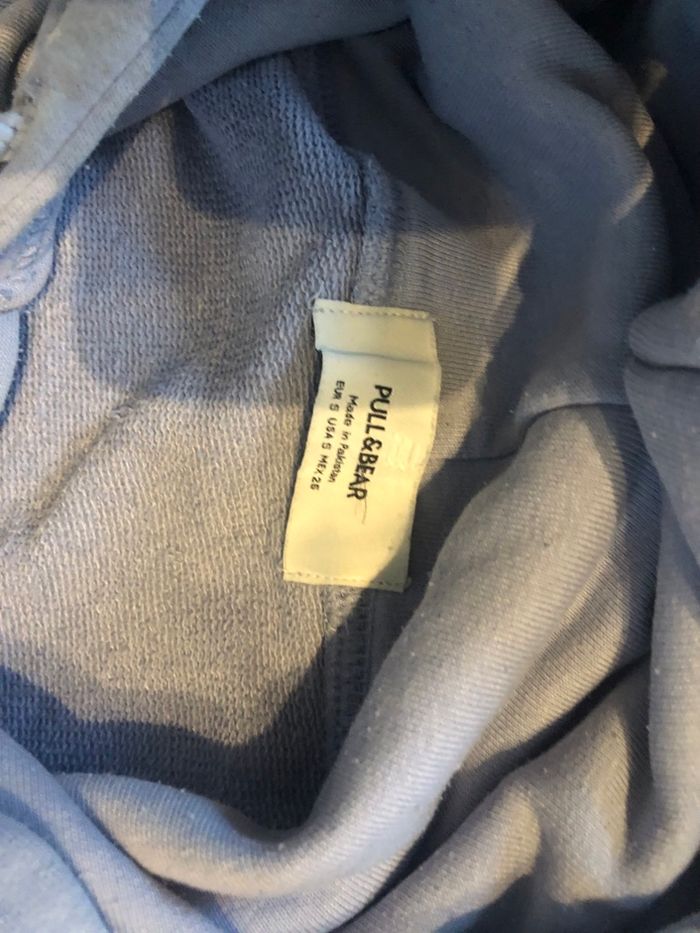 PULL&BEAR
Made in Pakistan
EUR S USA S MEX 26